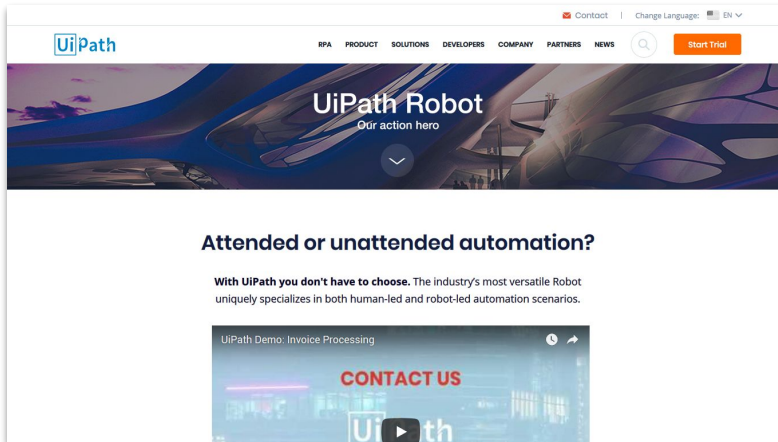 Contact | Change Language: EN
UiPath
RPA PRODUCT SOLUTIONS DEVELOPERS COMPANY PARTNERS NEWS
Start Trial
UiPath Robot
Our action hero
Attended or unattended automation?
With UiPath you don't have to choose. The industry's most versatile Robot
uniquely specializes in both human-led and robot-led automation scenarios.
UiPath Demo: Invoice Processing
CONTACT US
UiPath